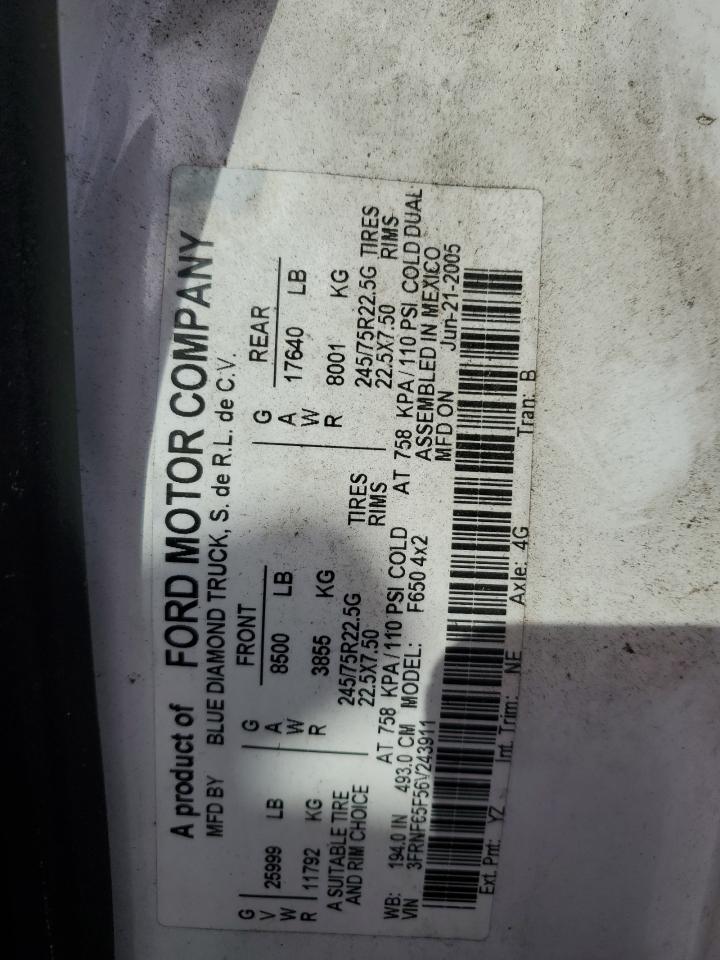 A product of FORD MOTOR COMPANY
MFD BY BLUE DIAMOND TRUCK, S. de R.L. de C.V.
G V W R 25999 LB
11792 KG
A SUITABLE TIRE
AND RIM CHOICE
G A W R FRONT
8500 LB
3855 KG
245/75R22.5G TIRES
22.5X7.50 RIMS
AT 758 KPA/110 PSI COLD
G A W R REAR
17640 LB
8001 KG
245/75R22.5G TIRES
22.5X7.50 RIMS
AT 758 KPA/110 PSI COLD DUAL
WB: 194.0 IN 493.0 CM MODEL: F650 4x2
ASSEMBLED IN MEXICO
VIN 3FRNF65F56V243911
MFD ON Jun-21-2005
Ext. Pnt: YZ Int. Trim: NE Axle: 4G Tran: B